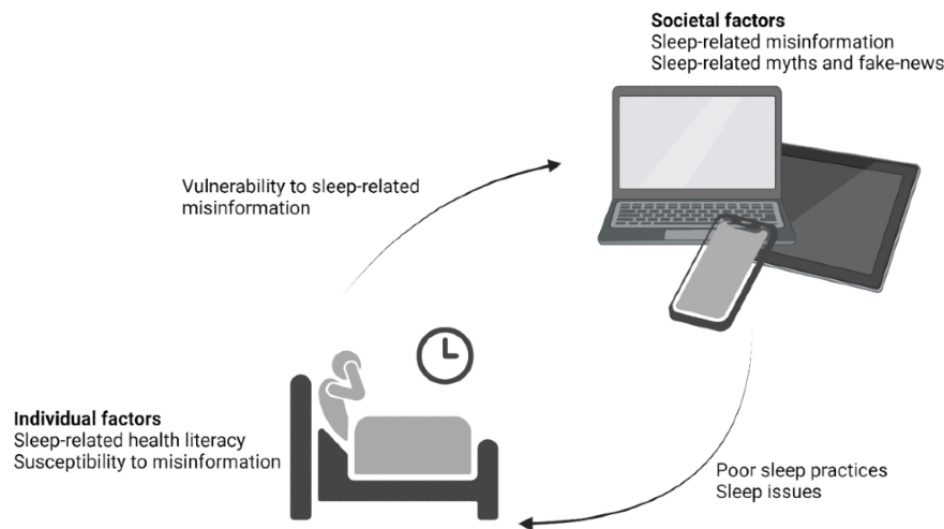 Societal factors
Sleep-related misinformation
Sleep-related myths and fake-news
Vulnerability to sleep-related
misinformation
Individual factors
Sleep-related health literacy
Susceptibility to misinformation
Poor sleep practices
Sleep issues